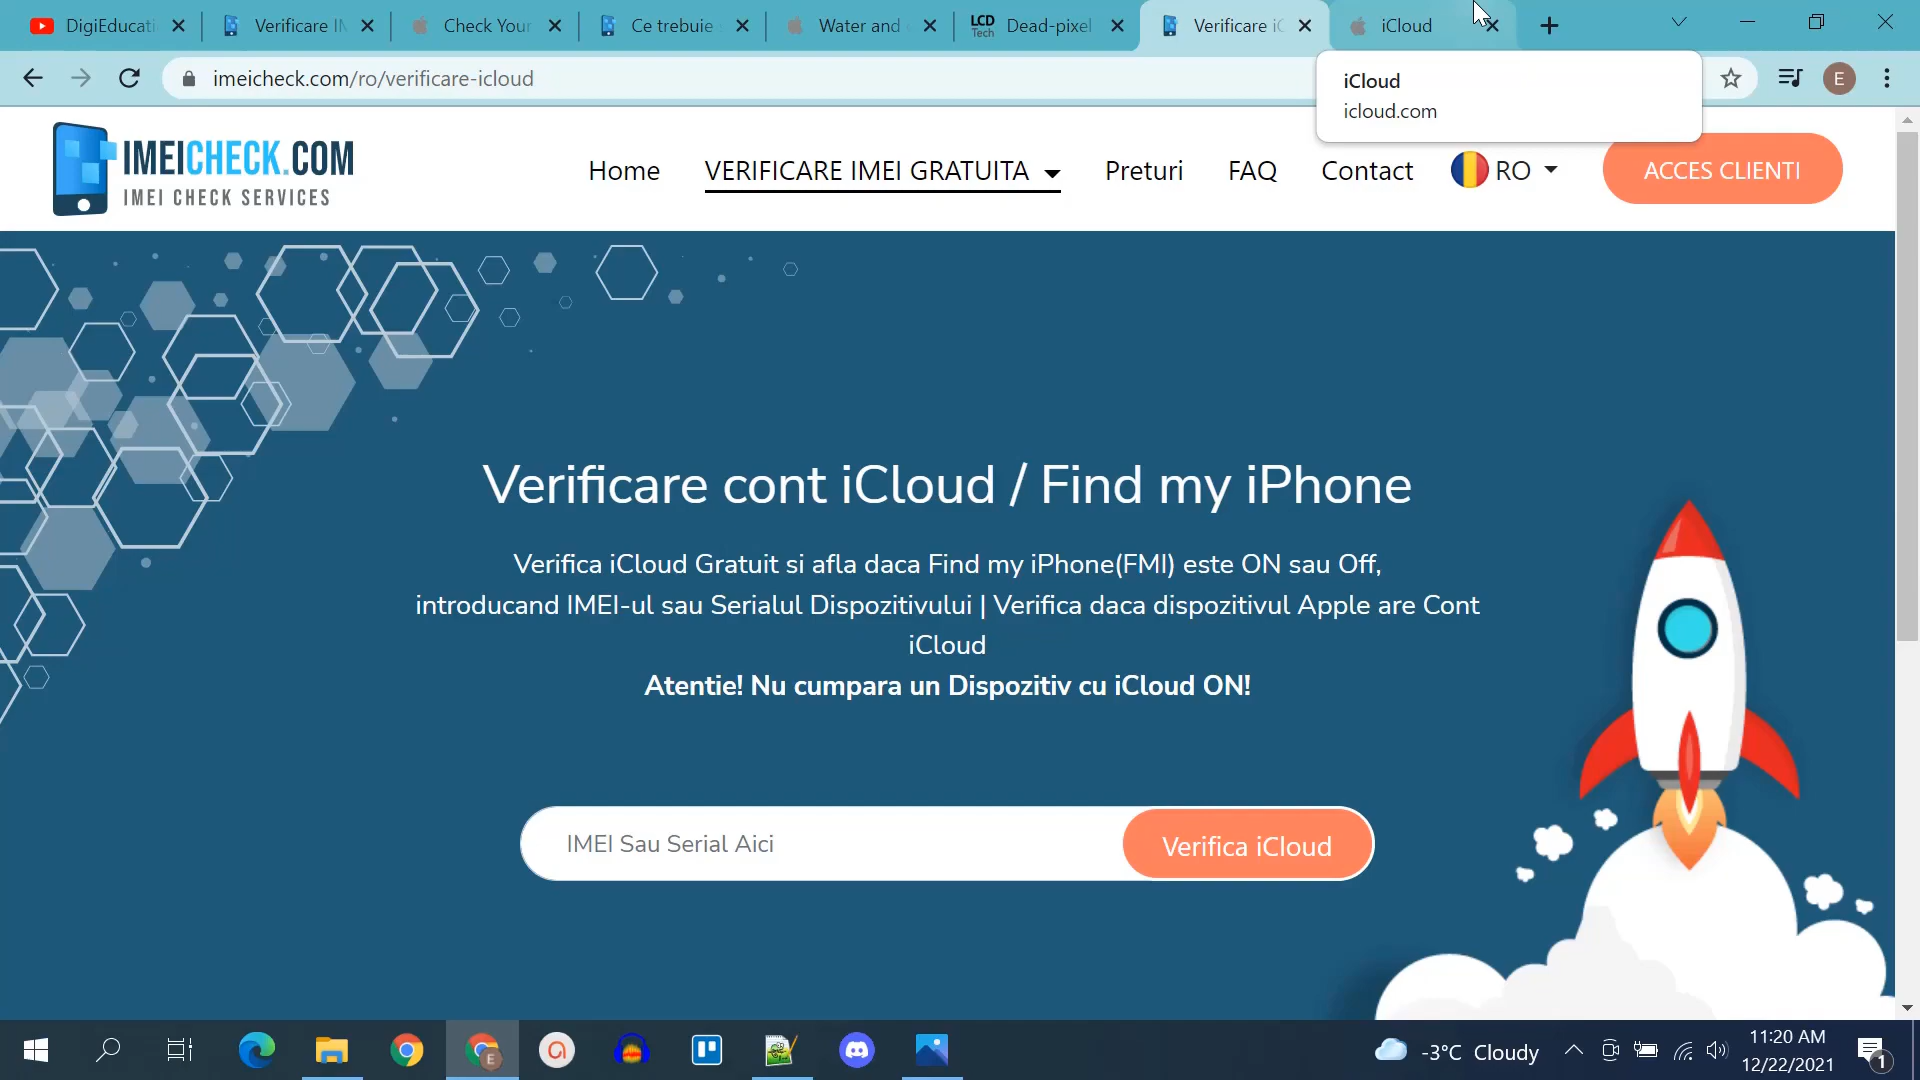 DigiEducati
Verificare IM
Check Your
Ce trebuie
Water and
LCD
Tech
Dead-pixel
Verificare iC
iCloud
imeicheck.com/ro/verificare-icloud
E
iCloud
icloud.com
IMEICHECK.COM
IMEI CHECK SERVICES
Home
VERIFICARE IMEI GRATUITA
Preturi
FAQ
Contact
RO
ACCES CLIENTI
Verificare cont iCloud / Find my iPhone
Verifica iCloud Gratuit si afla daca Find my iPhone(FMI) este ON sau Off,
introducand IMEI-ul sau Serialul Dispozitivului | Verifica daca dispozitivul Apple are Cont
iCloud
Atentie! Nu cumpara un Dispozitiv cu iCloud ON!
IMEI Sau Serial Aici
Verifica iCloud
E
-3°C Cloudy
11:20 AM
12/22/2021
1